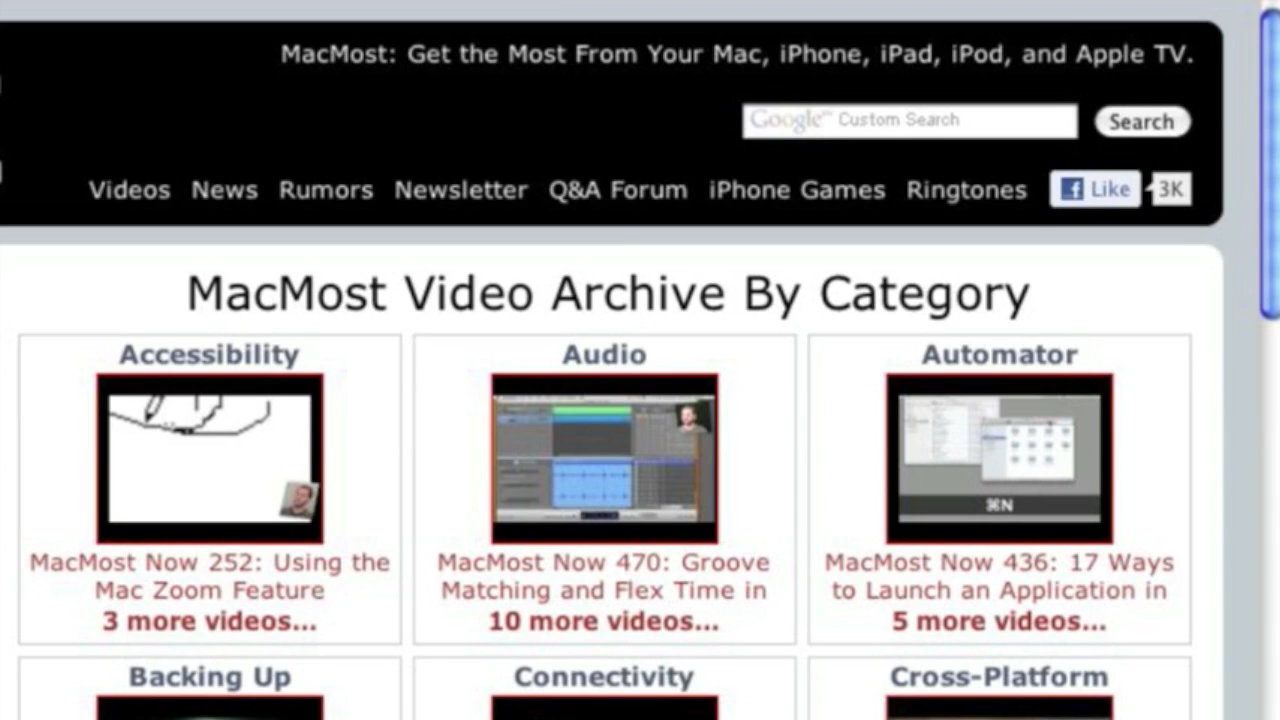 MacMost: Get the Most From Your Mac, iPhone, iPad, iPod, and Apple TV.
Google™ Custom Search
Search
Videos News Rumors Newsletter Q&A Forum iPhone Games Ringtones Like 3K
MacMost Video Archive By Category
Accessibility
MacMost Now 252: Using the
Mac Zoom Feature
3 more videos...
Audio
MacMost Now 470: Groove
Matching and Flex Time in
10 more videos...
Automator
⌘N
MacMost Now 436: 17 Ways
to Launch an Application in
5 more videos...
Backing Up
Connectivity
Cross-Platform